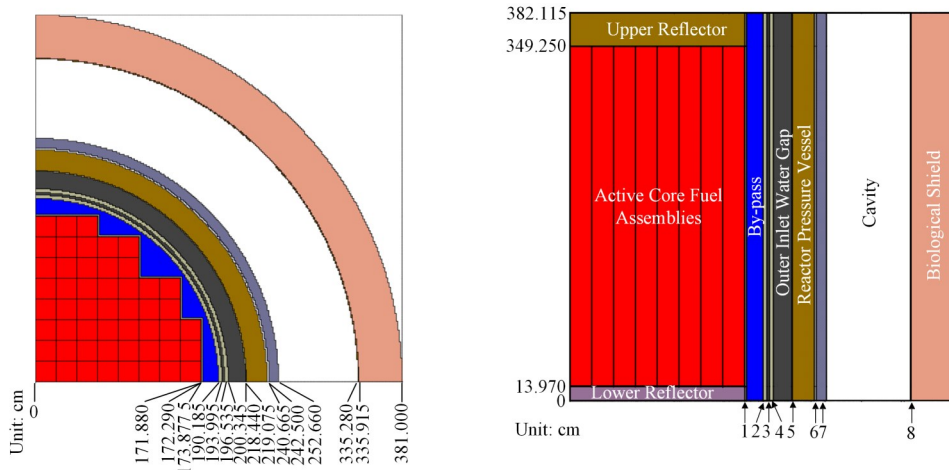 Unit: cm
0
171.880
172.290
173.8775
190.185
193.995
196.535
200.345
218.440
219.075
240.665
242.500
252.660
335.280
335.915
381.000
382.115
349.250
13.970
0
Unit: cm
Upper Reflector
Active Core Fuel
Assemblies
Lower Reflector
By-pass
Outer Inlet Water Gap
Reactor Pressure Vessel
Cavity
Biological Shield
1 2 3 4 5 6 7 8